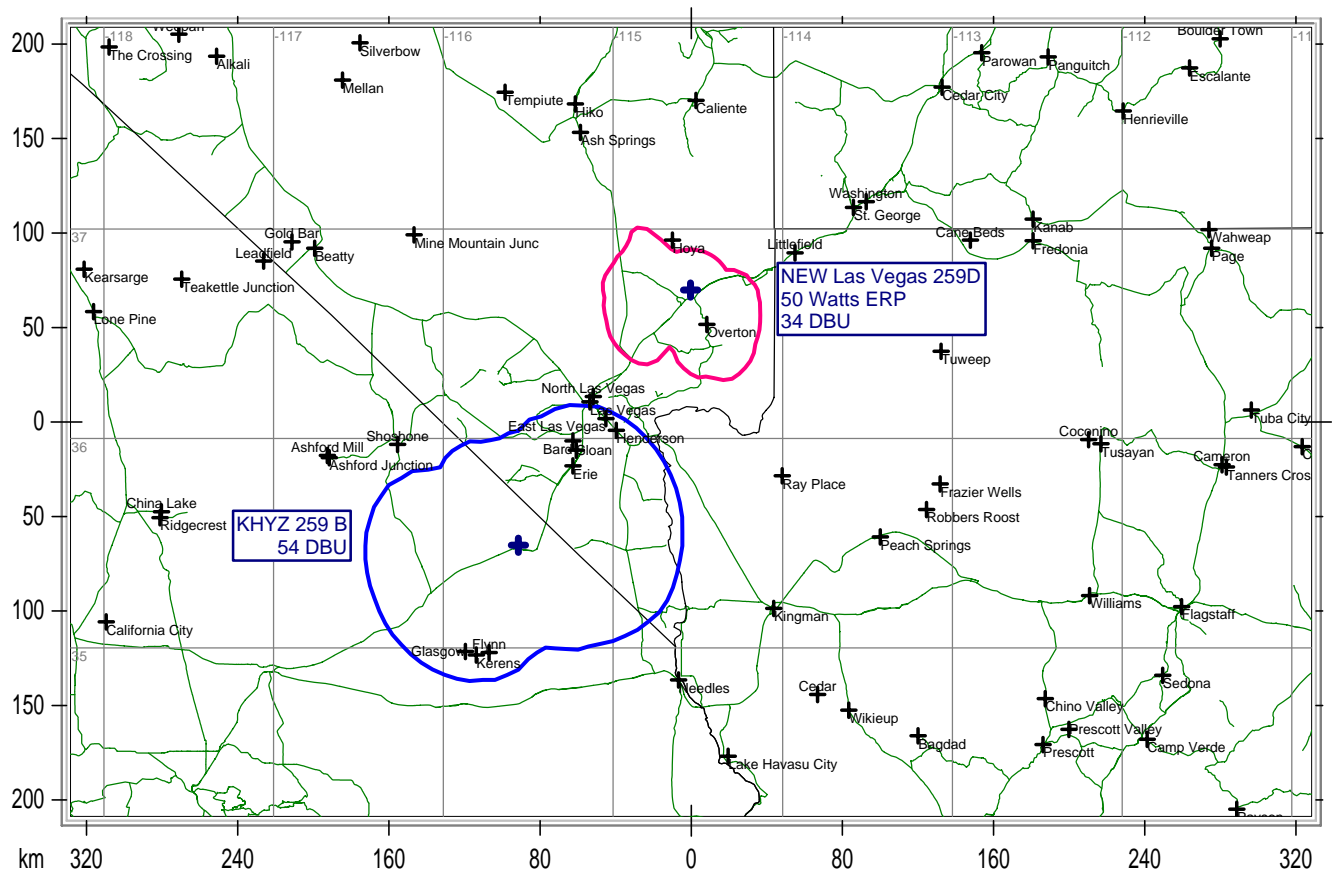 -118
-117
-116
-115
-114
-113
-112
-11
200
The Crossing
Alkali
Silverbow
Mellan
Parowan
Panguitch
Boulder Town
Escalante
Tempiute
Hiko
Caliente
Cedar City
Henrieville
150
Ash Springs
Washington
St. George
100
37
Gold Bar
Mine Mountain Junc
Hoya
Littlefield
Cane Beds
Kanab
Fredonia
Wahweap
Page
Leadfield
Beatty
Kearsarge
Teakettle Junction
NEW Las Vegas 259D
50 Watts ERP
34 DBU
Lone Pine
50
Overton
Tuweep
North Las Vegas
Las Vegas
0
Tuba City
East Las Vegas
Henderson
Shoshone
Coconino
36
Ashford Mill
Bard
Sloan
Tusayan
Ashford Junction
Erie
Cameron
Tanners Cros
Ray Place
Frazier Wells
China Lake
50
Ridgecrest
KHYZ 259 B
54 DBU
Robbers Roost
Peach Springs
100
California City
Kingman
Williams
Flagstaff
35
Glasgow
Flynn
Kerens
Needles
Cedar
Sedona
150
Wikieup
Chino Valley
Prescott Valley
Bagdad
Prescott
Camp Verde
Lake Havasu City
200
km
320
240
160
80
0
80
160
240
320